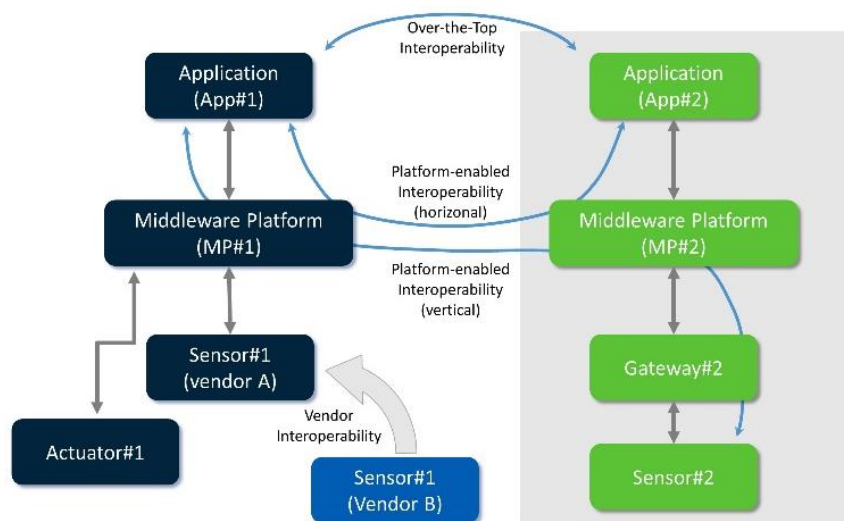 Over-the-Top
Interoperability
Application
(App#1)
Application
(App#2)
Platform-enabled
Interoperability
(horizonal)
Middleware Platform
(MP#1)
Middleware Platform
(MP#2)
Platform-enabled
Interoperability
(vertical)
Sensor#1
(vendor A)
Gateway#2
Vendor
Interoperability
Actuator#1
Sensor#1
(Vendor B)
Sensor#2